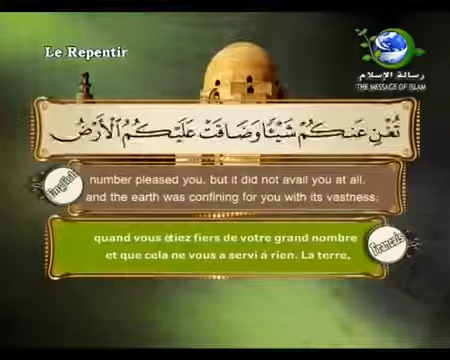 Le Repentir
رسالة الإسلام
THE MESSAGE OF ISLAM
تُغْنِ عَنكُمْ شَيْئًا وَضَاقَتْ عَلَيْكُمُ ٱلْأَرْضُ
English
number pleased you, but it did not avail you at all,
and the earth was confining for you with its vastness;
quand vous étiez fiers de votre grand nombre
et que cela ne vous a servi à rien. La terre,
français